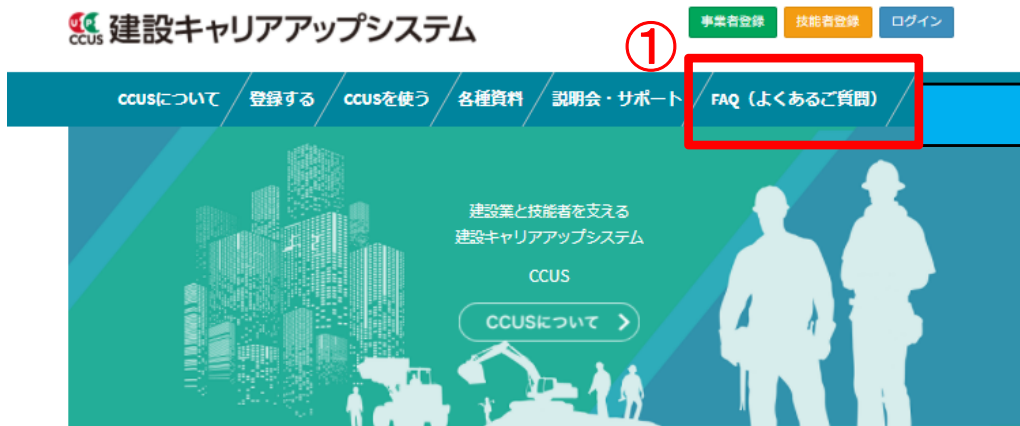 CCUS 建設キャリアアップシステム
事業者登録 技能者登録 ログイン
①
CCUSについて 登録する CCUSを使う 各種資料 説明会・サポート FAQ（よくあるご質問）
建設業と技能者を支える
建設キャリアアップシステム
CCUS
CCUSについて